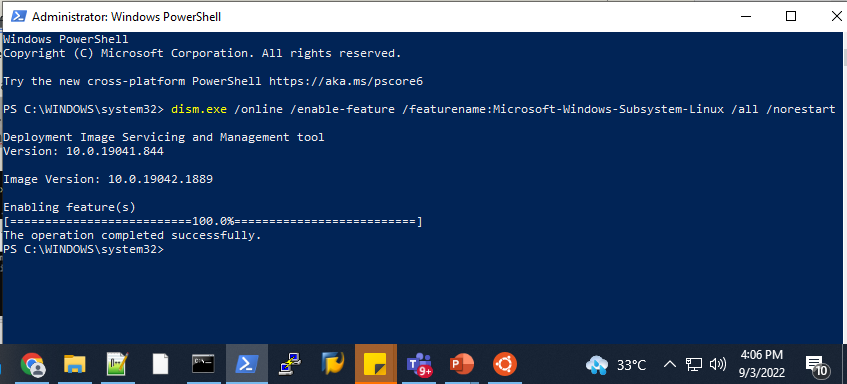 Administrator: Windows PowerShell
Windows PowerShell
Copyright (C) Microsoft Corporation. All rights reserved.
Try the new cross-platform PowerShell https://aka.ms/pscore6
PS C:\WINDOWS\system32> dism.exe /online /enable-feature /featurename:Microsoft-Windows-Subsystem-Linux /all /norestart
Deployment Image Servicing and Management tool
Version: 10.0.19041.844
Image Version: 10.0.19042.1889
Enabling feature(s)
[===========================100.0%==========================]
The operation completed successfully.
PS C:\WINDOWS\system32>
9+
33°C
4:06 PM
9/3/2022
10